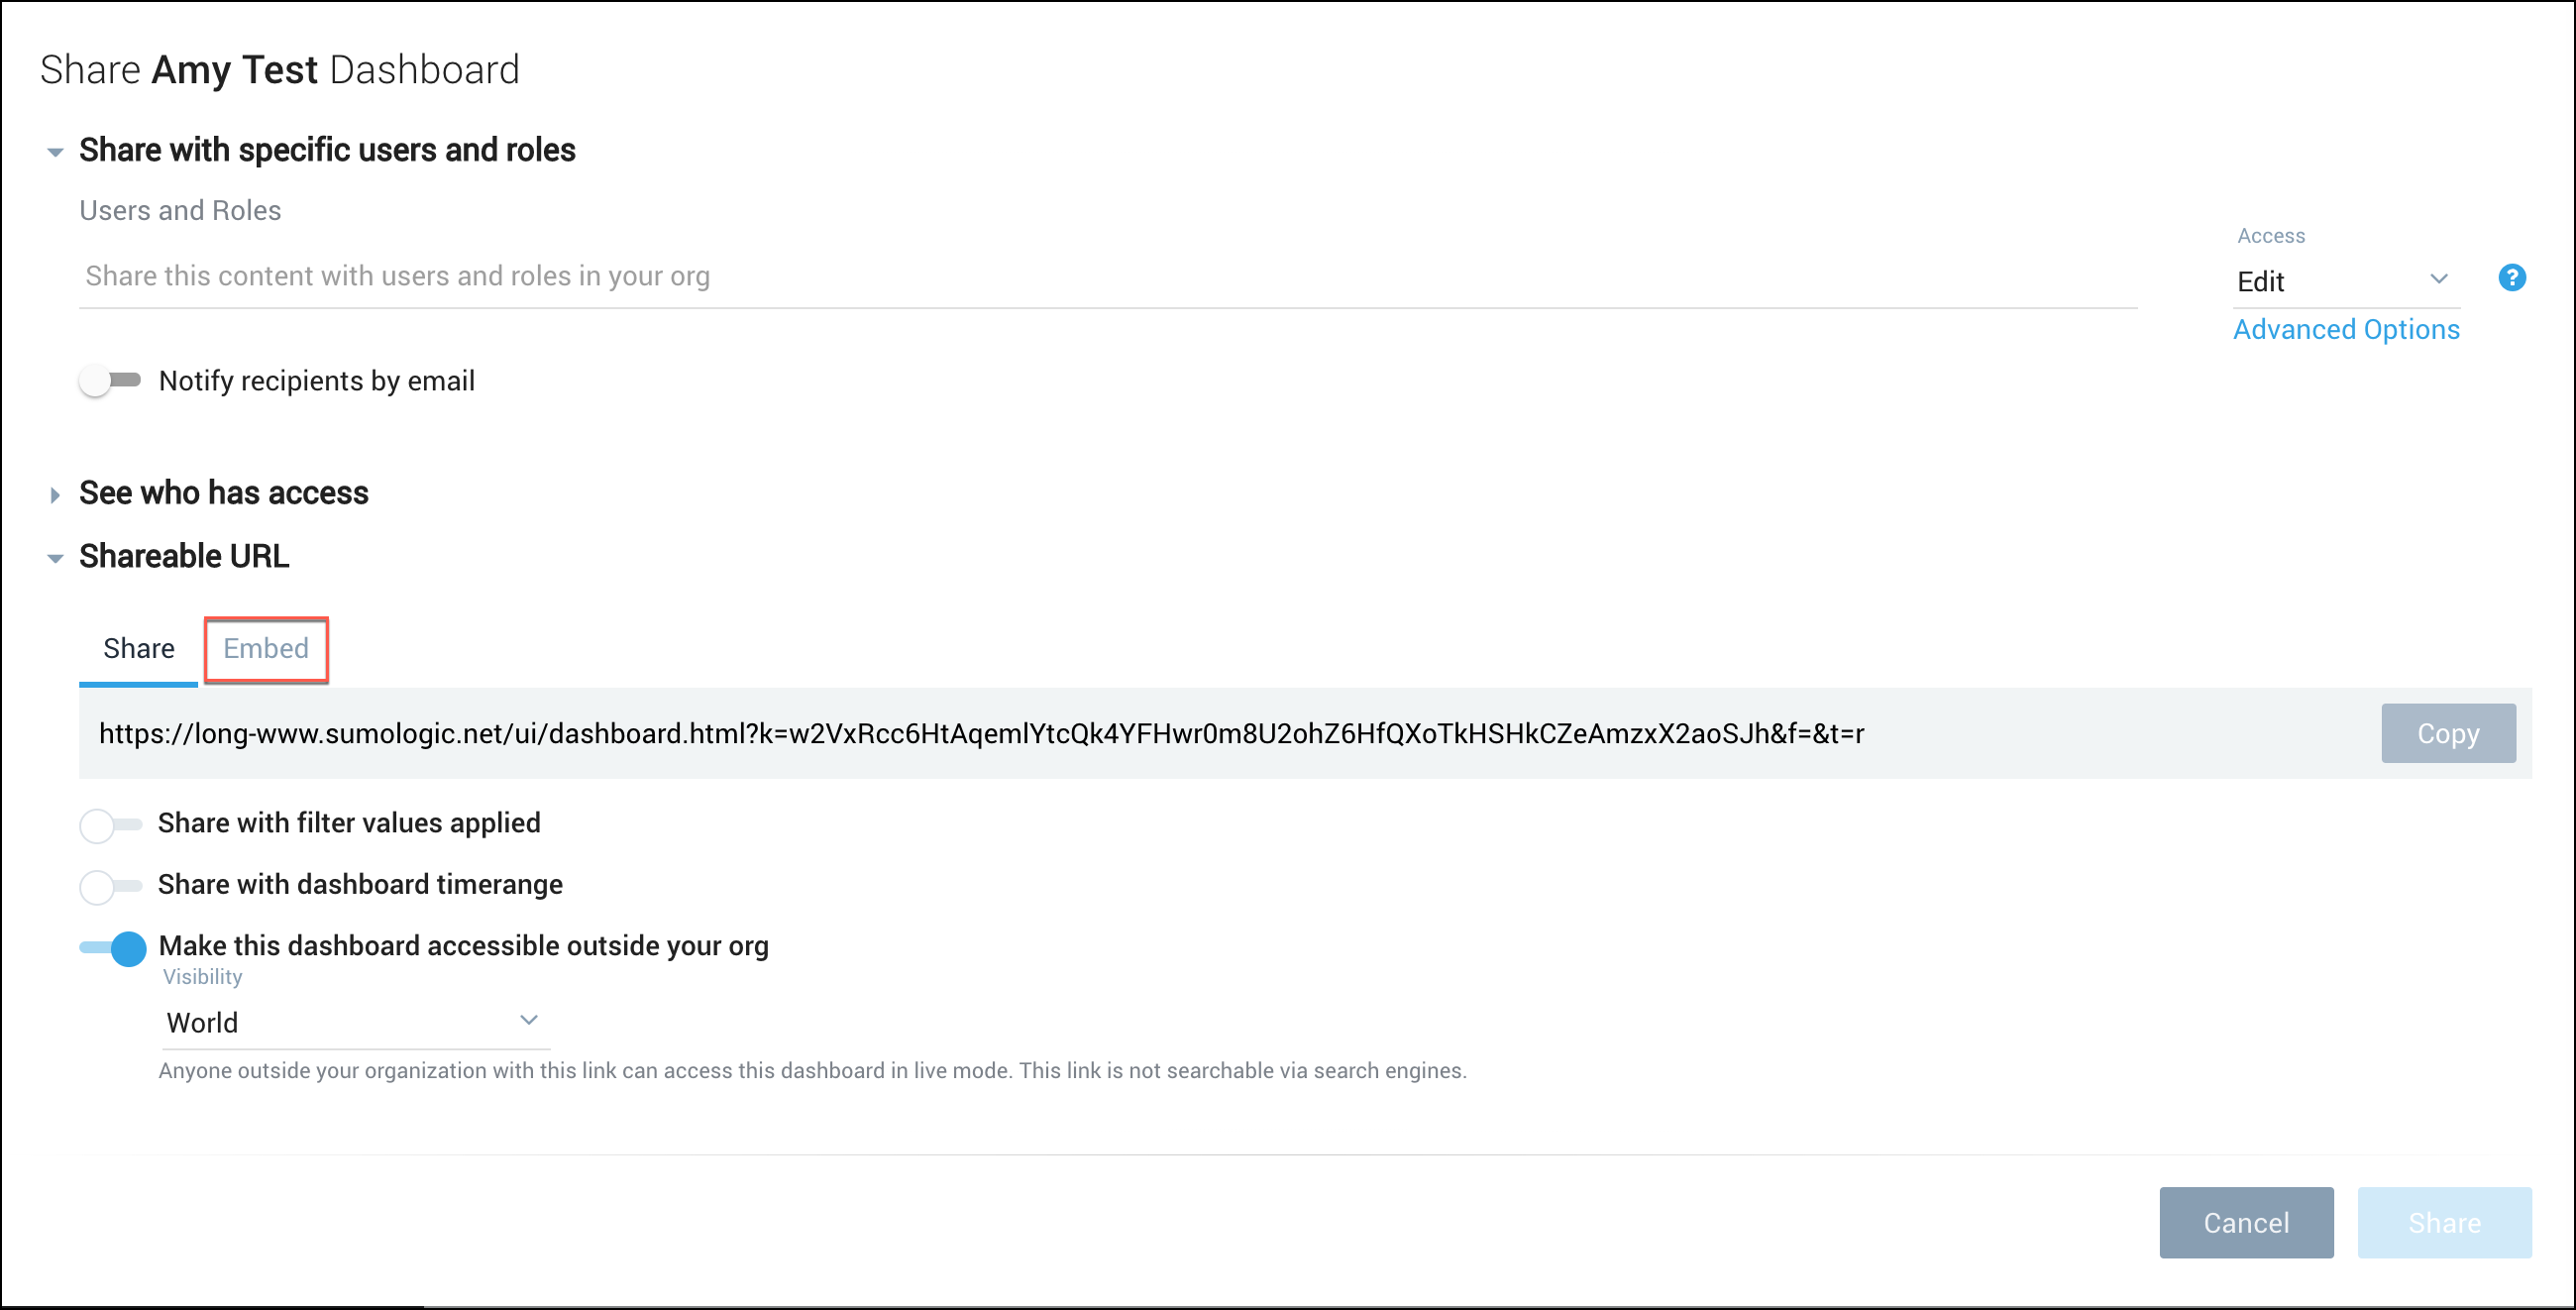 Share Amy Test Dashboard
Share with specific users and roles
Users and Roles
Share this content with users and roles in your org
Access
Edit
?
Advanced Options
Notify recipients by email
See who has access
Shareable URL
Share
Embed
https://long-www.sumologic.net/ui/dashboard.html?k=w2VxRcc6HtAqemlYtcQk4YFHwr0m8U2ohZ6HfQXoTkHSHkCZeAmzxX2aoSJh&f=&t=r
Copy
Share with filter values applied
Share with dashboard timerange
Make this dashboard accessible outside your org
Visibility
World
Anyone outside your organization with this link can access this dashboard in live mode. This link is not searchable via search engines.
Cancel
Share